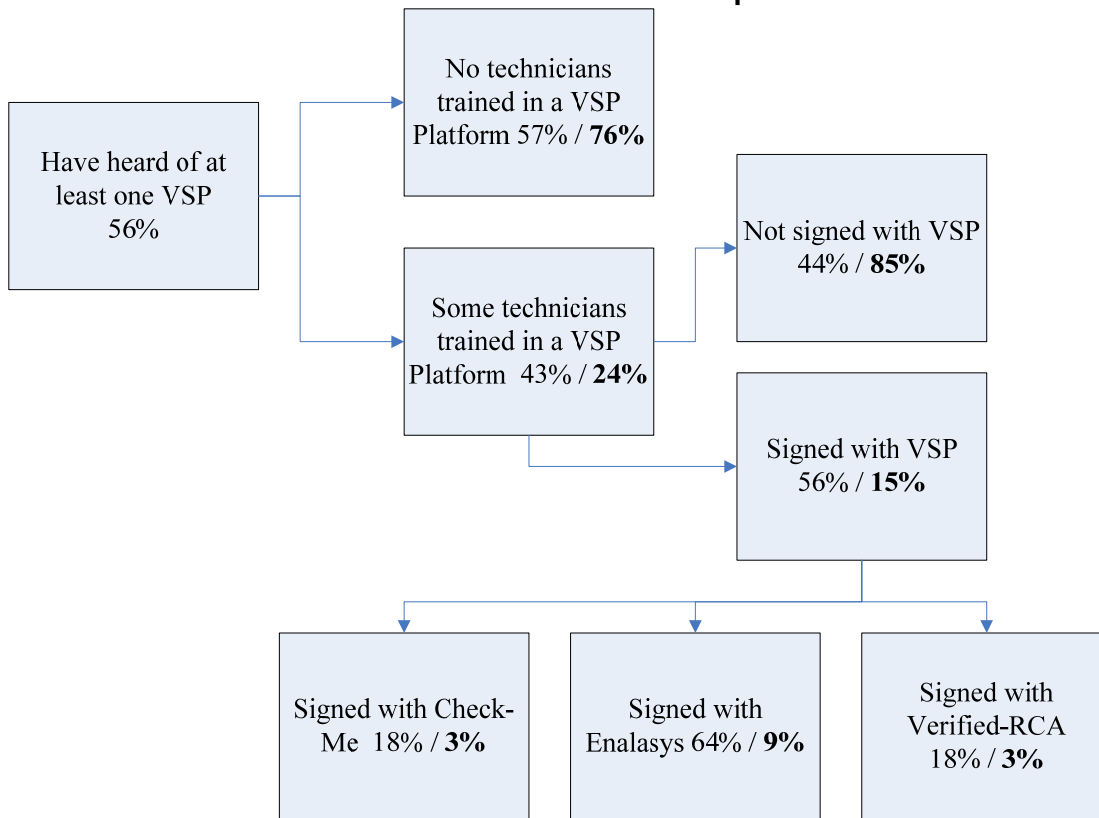 Have heard of at
least one VSP
56%
No technicians
trained in a VSP
Platform 57% / 76%
Some technicians
trained in a VSP
Platform 43% / 24%
Not signed with VSP
44% / 85%
Signed with VSP
56% / 15%
Signed with Check-
Me 18% / 3%
Signed with
Enalasys 64% / 9%
Signed with
Verified-RCA
18% / 3%